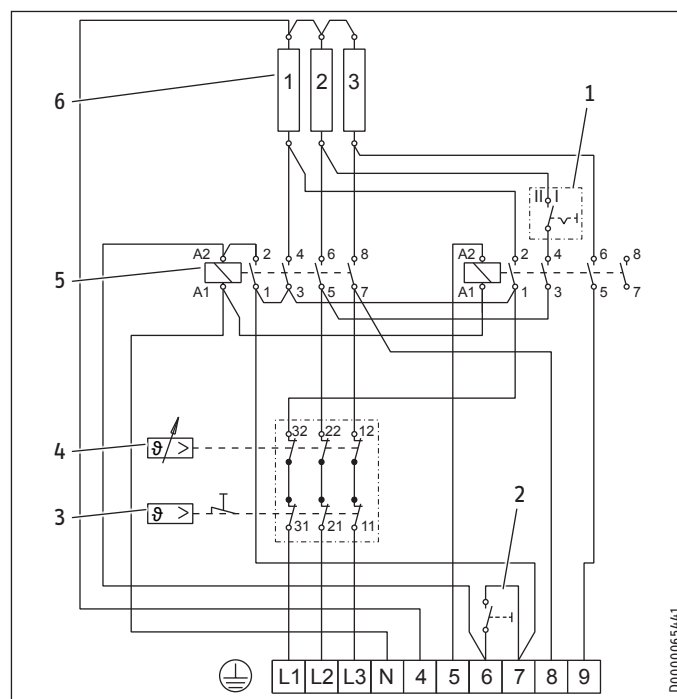 1 2 3
6
1
II I
A2 2 4 6 8
A2 2 4 6 8
5
A1 1 3 5 7
A1 1 3 5 7
32 22 12
4
ϑ >
3
ϑ >
31 21 11
2
L1 L2 L3 N 4 5 6 7 8 9
D0000065441